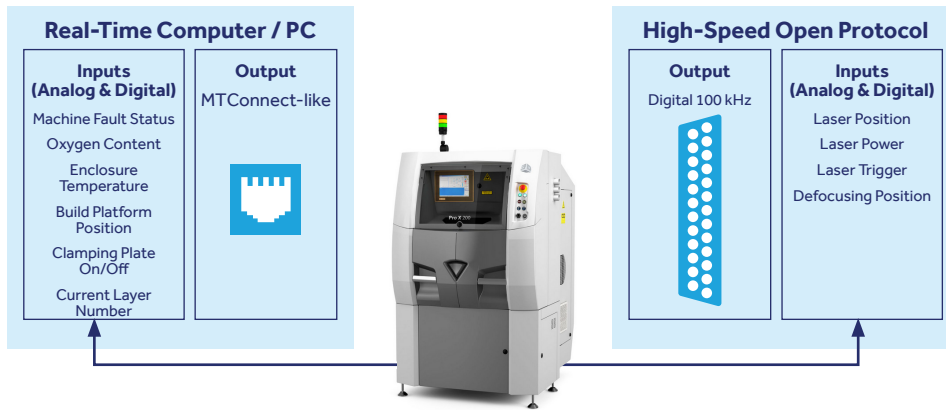 Real-Time Computer / PC
Inputs
(Analog & Digital)
Machine Fault Status
Oxygen Content
Enclosure
Temperature
Build Platform
Position
Clamping Plate
On/Off
Current Layer
Number
Output
MTConnect-like
Pro X 200
High-Speed Open Protocol
Output
Digital 100 kHz
Inputs
(Analog & Digital)
Laser Position
Laser Power
Laser Trigger
Defocusing Position